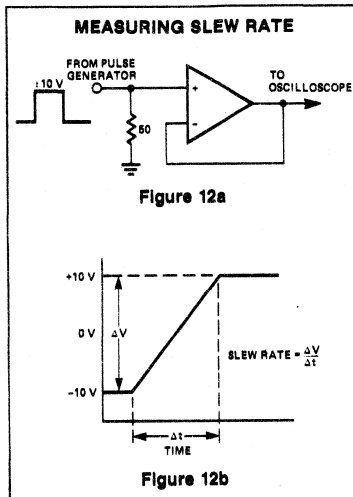 MEASURING SLEW RATE
FROM PULSE
GENERATOR
±10 V
TO
OSCILLOSCOPE
+
−
50
Figure 12a
+10 V
0 V
ΔV
SLEW RATE = ΔV/Δt
−10 V
Δt
TIME
Figure 12b